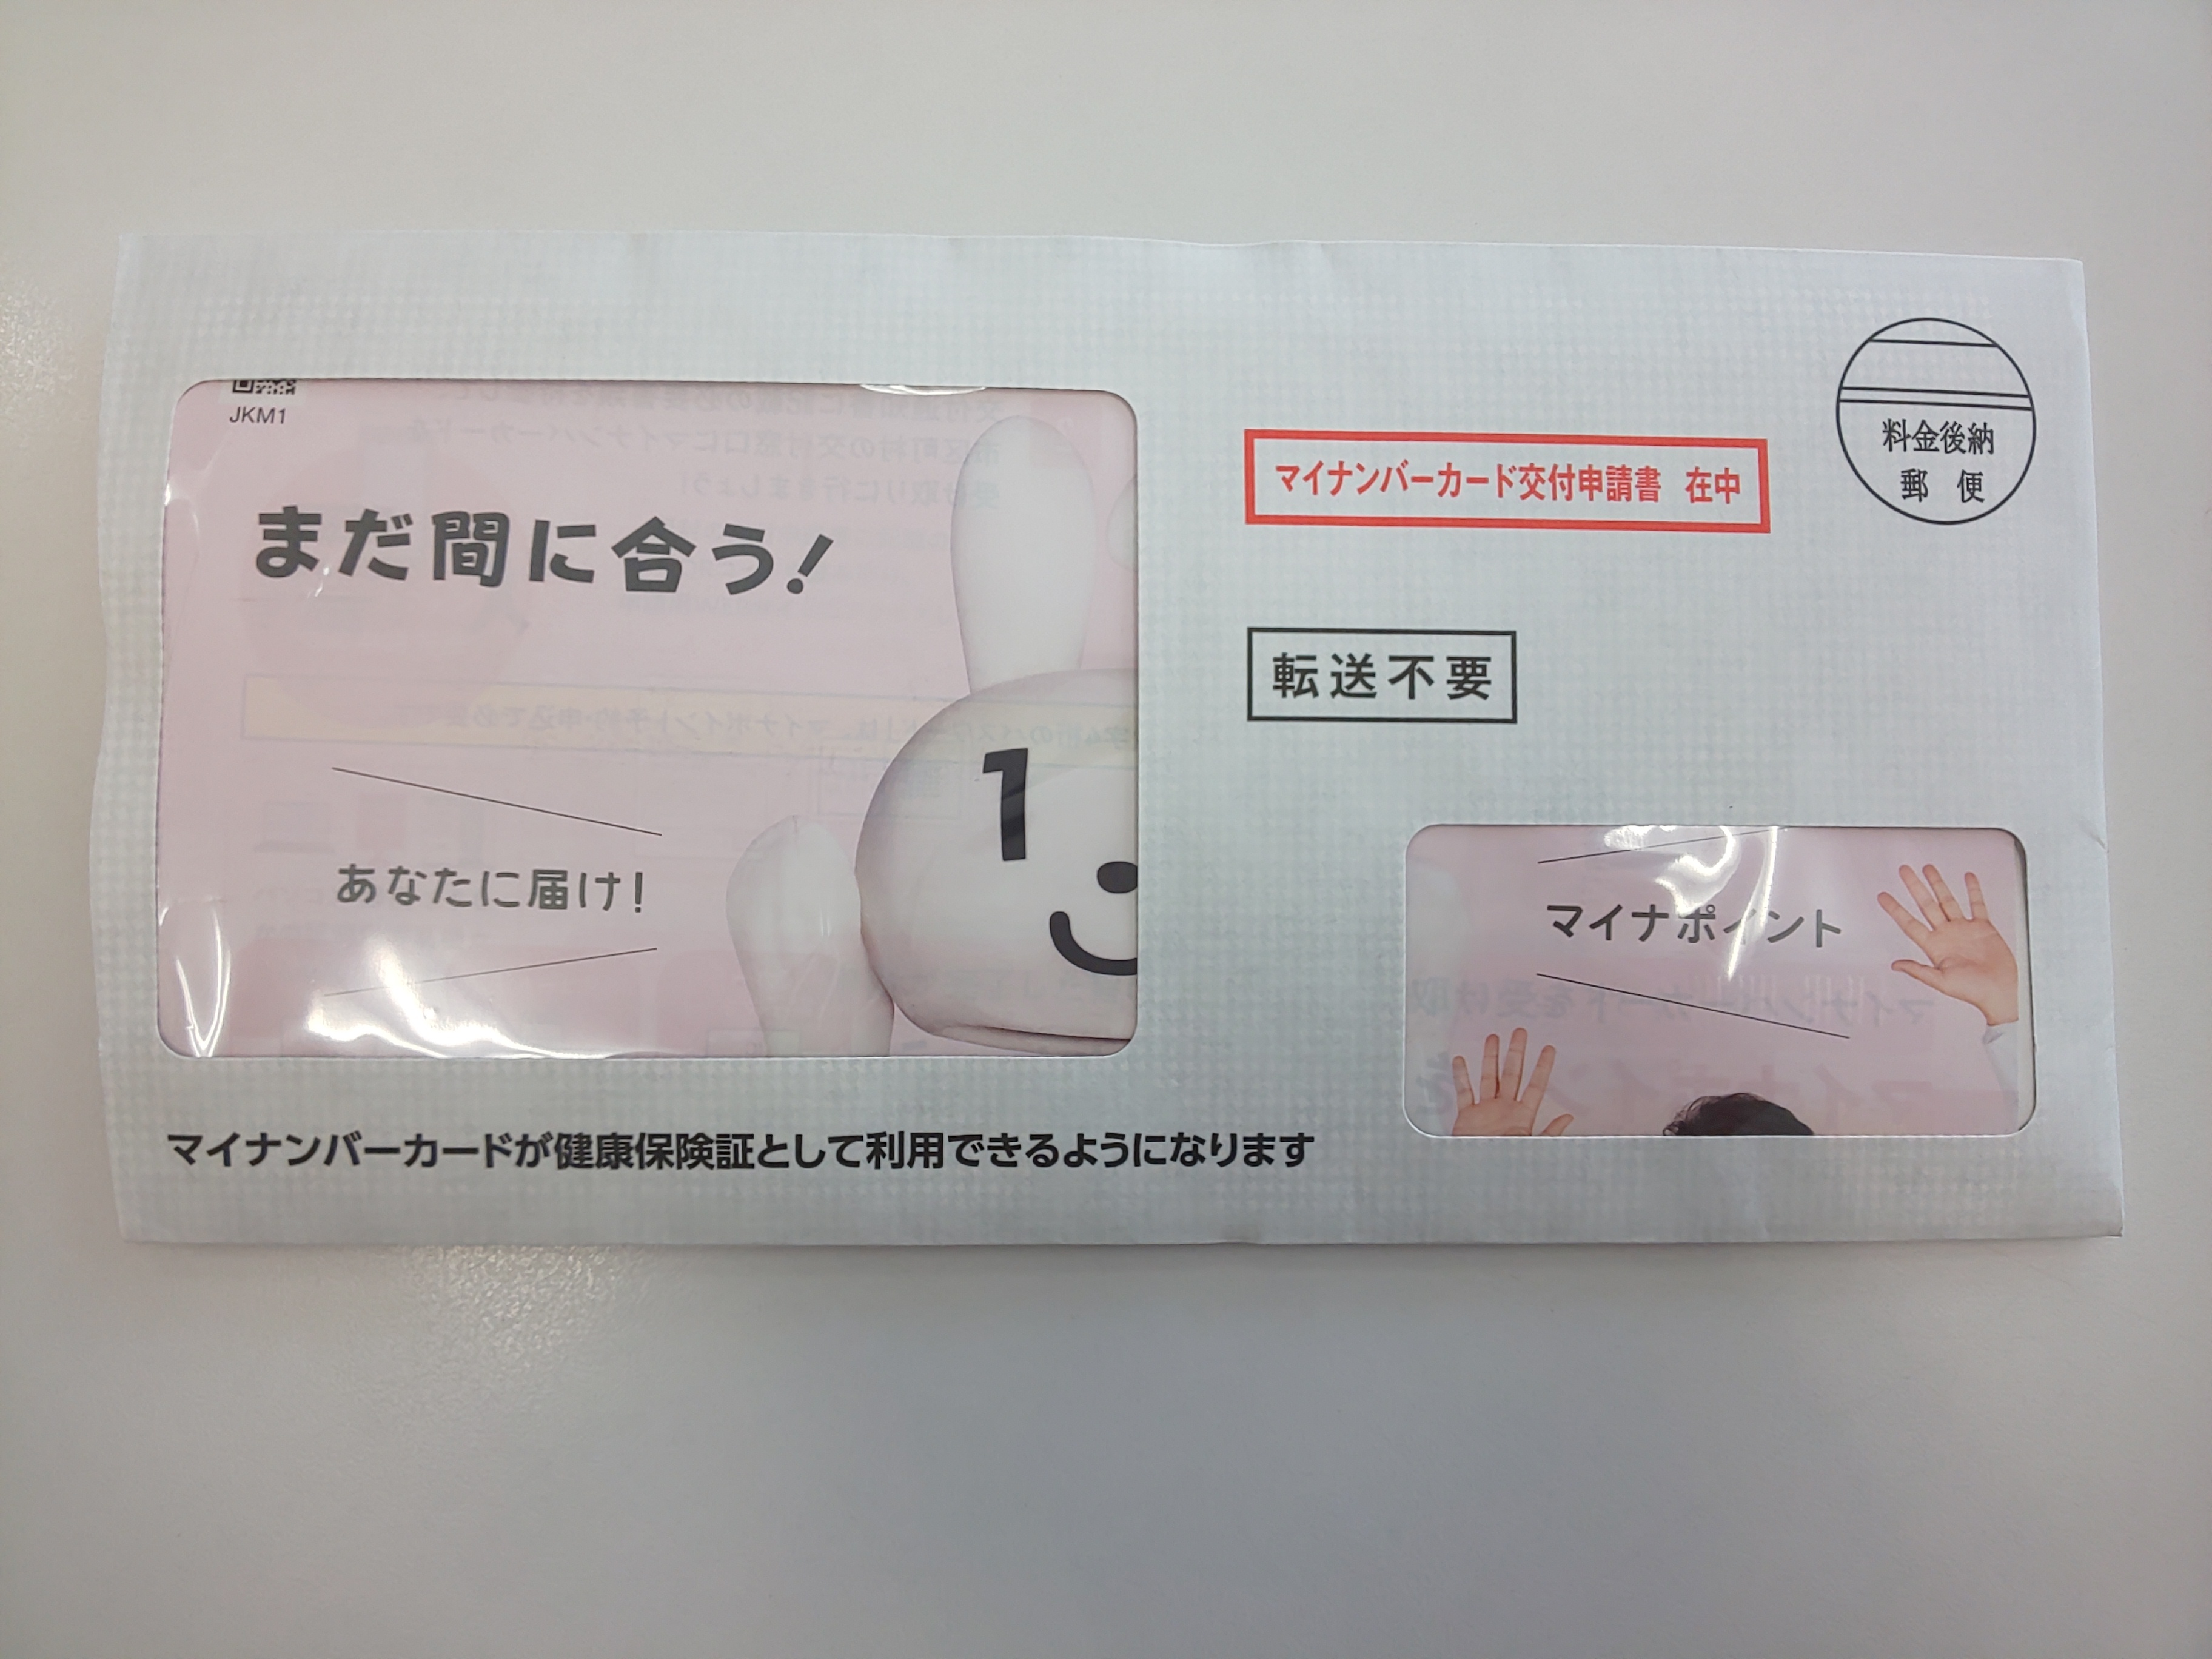 JKM1
まだ間に合う!
1
あなたに届け!
マイナンバーカード交付申請書 在中
料金後納
郵 便
転送不要
マイナポイント
マイナンバーカードが健康保険証として利用できるようになります